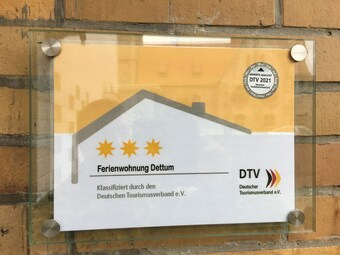 DTV 2021
Ferienwohnung Dettum
Klassifiziert durch den
Deutschen Tourismusverband e.V.
DTV
Deutscher
Tourismusverband e.V.